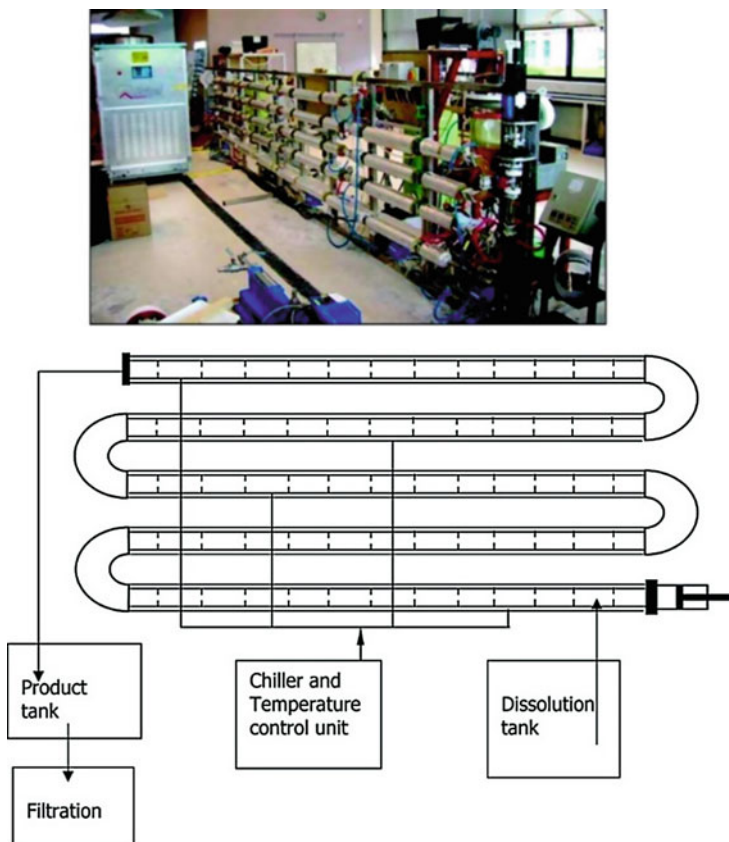 Product
tank
Chiller and
Temperature
control unit
Dissolution
tank
Filtration